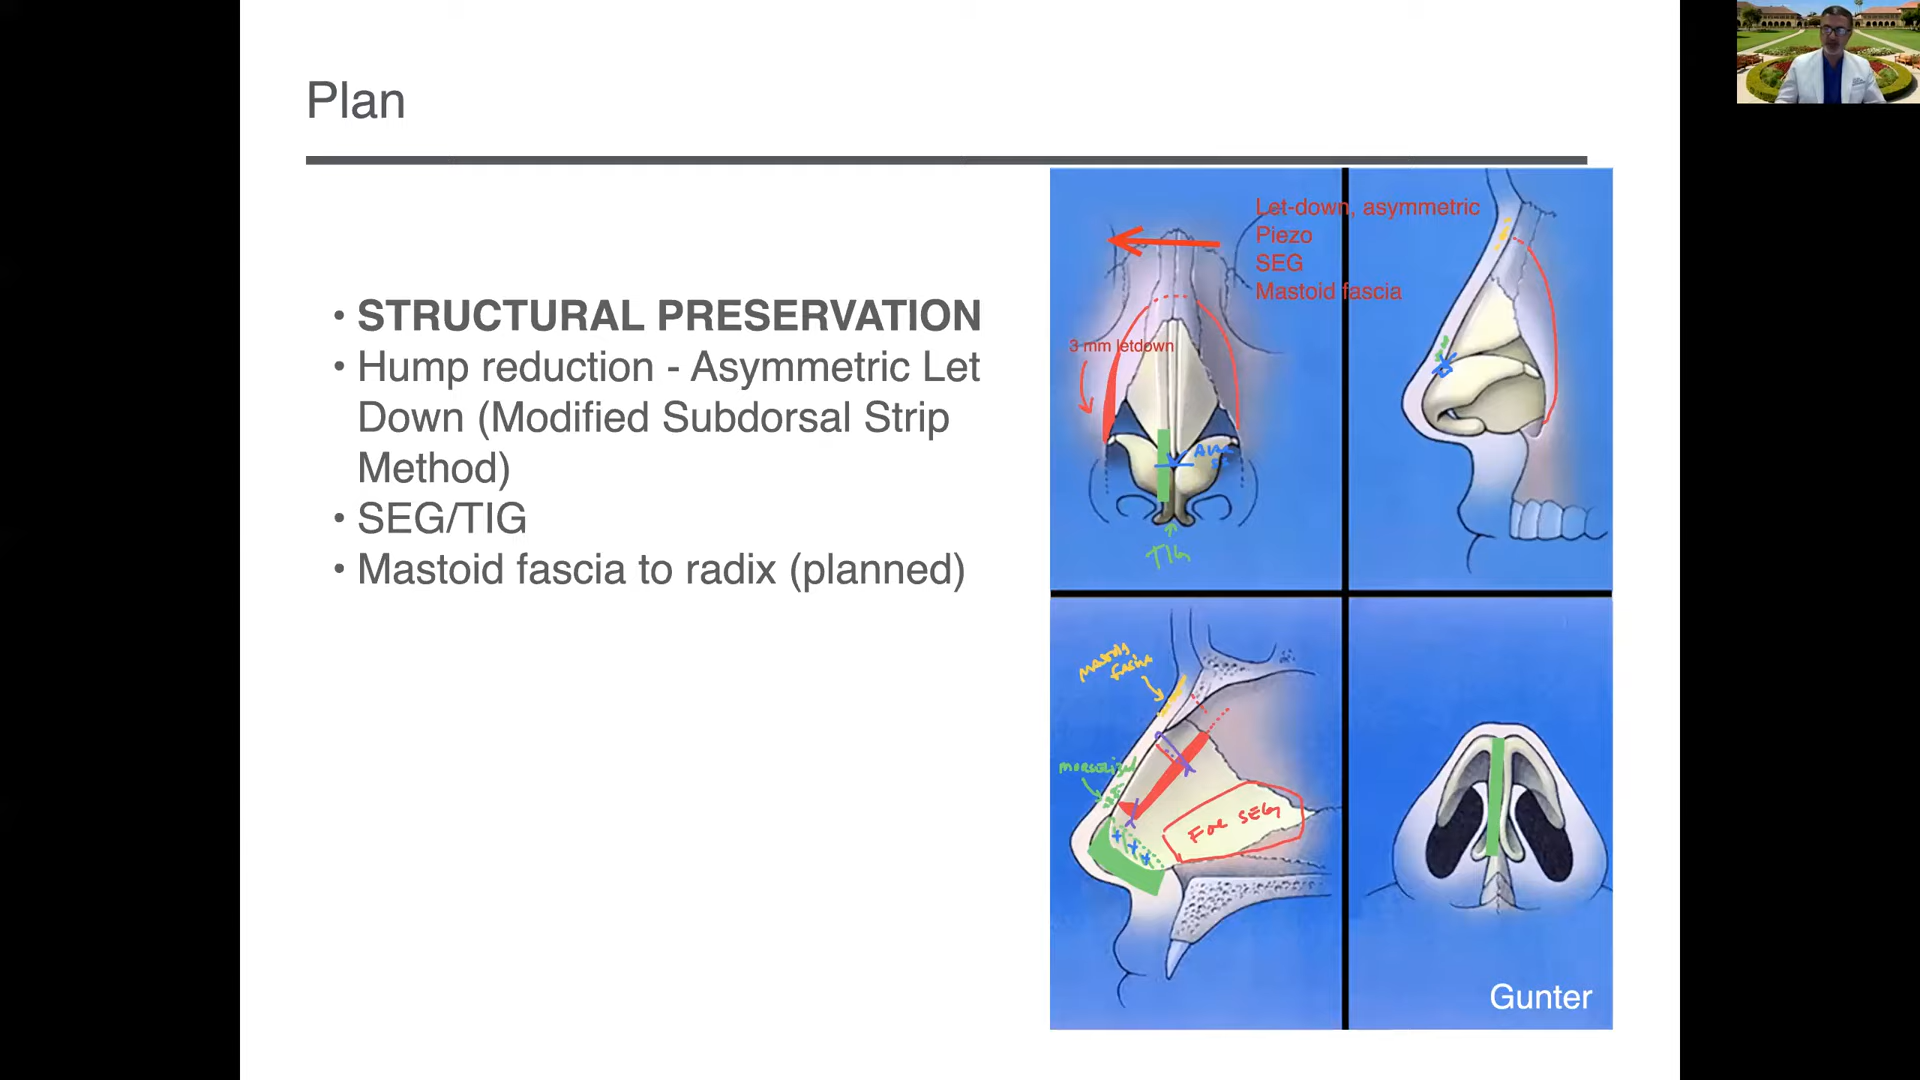 Plan
• STRUCTURAL PRESERVATION
• Hump reduction - Asymmetric Let
Down (Modified Subdorsal Strip
Method)
• SEG/TIG
• Mastoid fascia to radix (planned)
Let-down, asymmetric
Piezo
SEG
Mastoid fascia
3 mm letdown
TIG
Mastoid
fascia
morselized
For SEG
Gunter